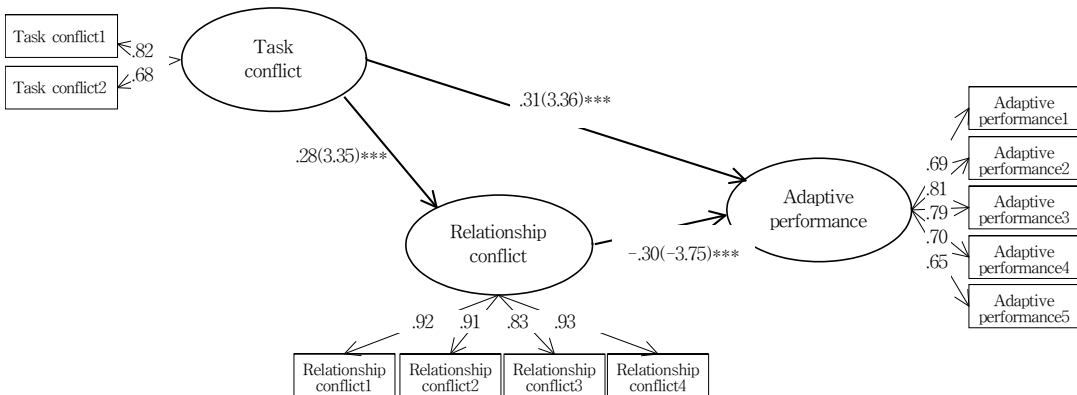 Task conflict1
Task conflict2
.82
.68
Task
conflict
.31(3.36)***
.28(3.35)***
Relationship
conflict
-.30(-3.75)***
Adaptive
performance
.69
.81
.79
.70
.65
Adaptive
performance1
Adaptive
performance2
Adaptive
performance3
Adaptive
performance4
Adaptive
performance5
.92
.91
.83
.93
Relationship
conflict1
Relationship
conflict2
Relationship
conflict3
Relationship
conflict4